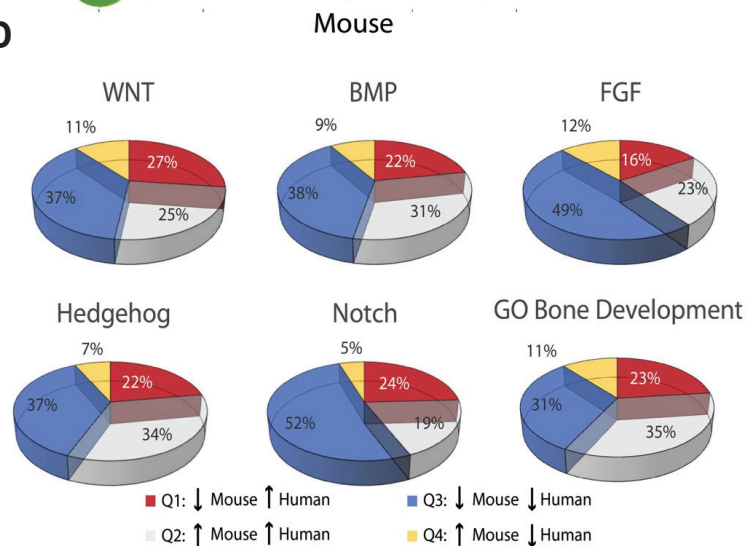 Mouse
WNT
BMP
FGF
11%
27%
37%
25%
9%
22%
38%
31%
12%
16%
23%
49%
Hedgehog
Notch
GO Bone Development
7%
22%
37%
34%
5%
24%
52%
19%
11%
23%
31%
35%
Q1: ↓ Mouse ↑ Human
Q3: ↓ Mouse ↓ Human
Q2: ↑ Mouse ↑ Human
Q4: ↑ Mouse ↓ Human